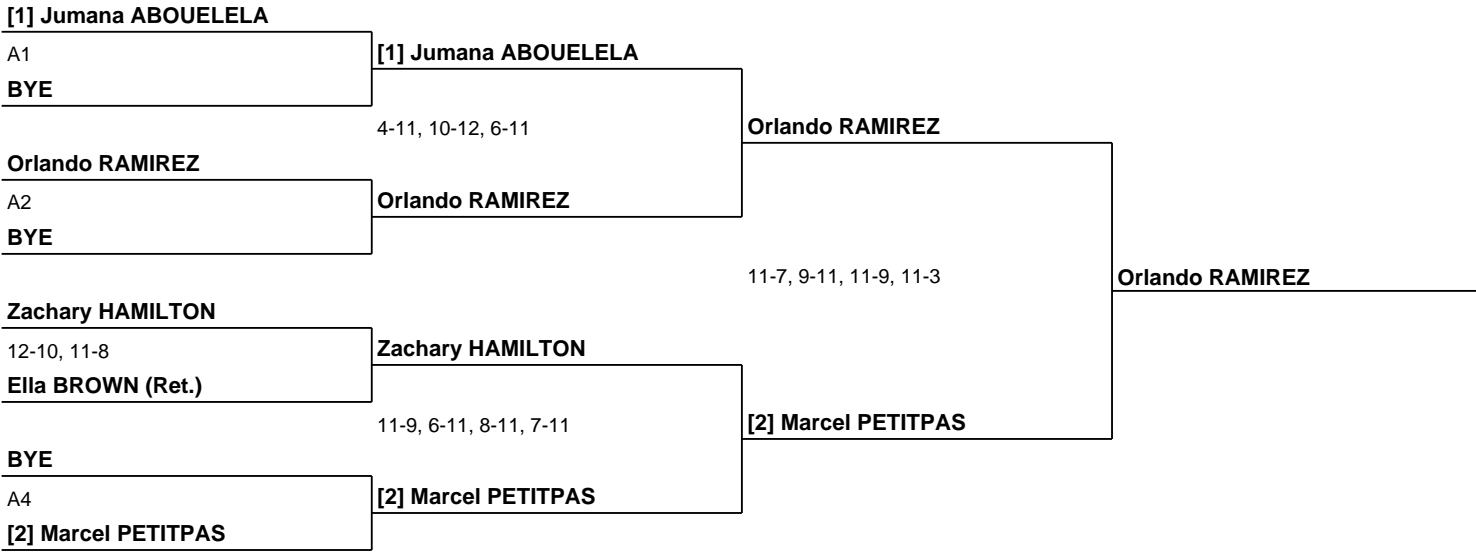 [1] Jumana ABOUELELA
A1
BYE
[1] Jumana ABOUELELA
4-11, 10-12, 6-11
Orlando RAMIREZ
Orlando RAMIREZ
A2
BYE
Orlando RAMIREZ
11-7, 9-11, 11-9, 11-3
Orlando RAMIREZ
Zachary HAMILTON
12-10, 11-8
Ella BROWN (Ret.)
Zachary HAMILTON
11-9, 6-11, 8-11, 7-11
[2] Marcel PETITPAS
BYE
A4
[2] Marcel PETITPAS
[2] Marcel PETITPAS